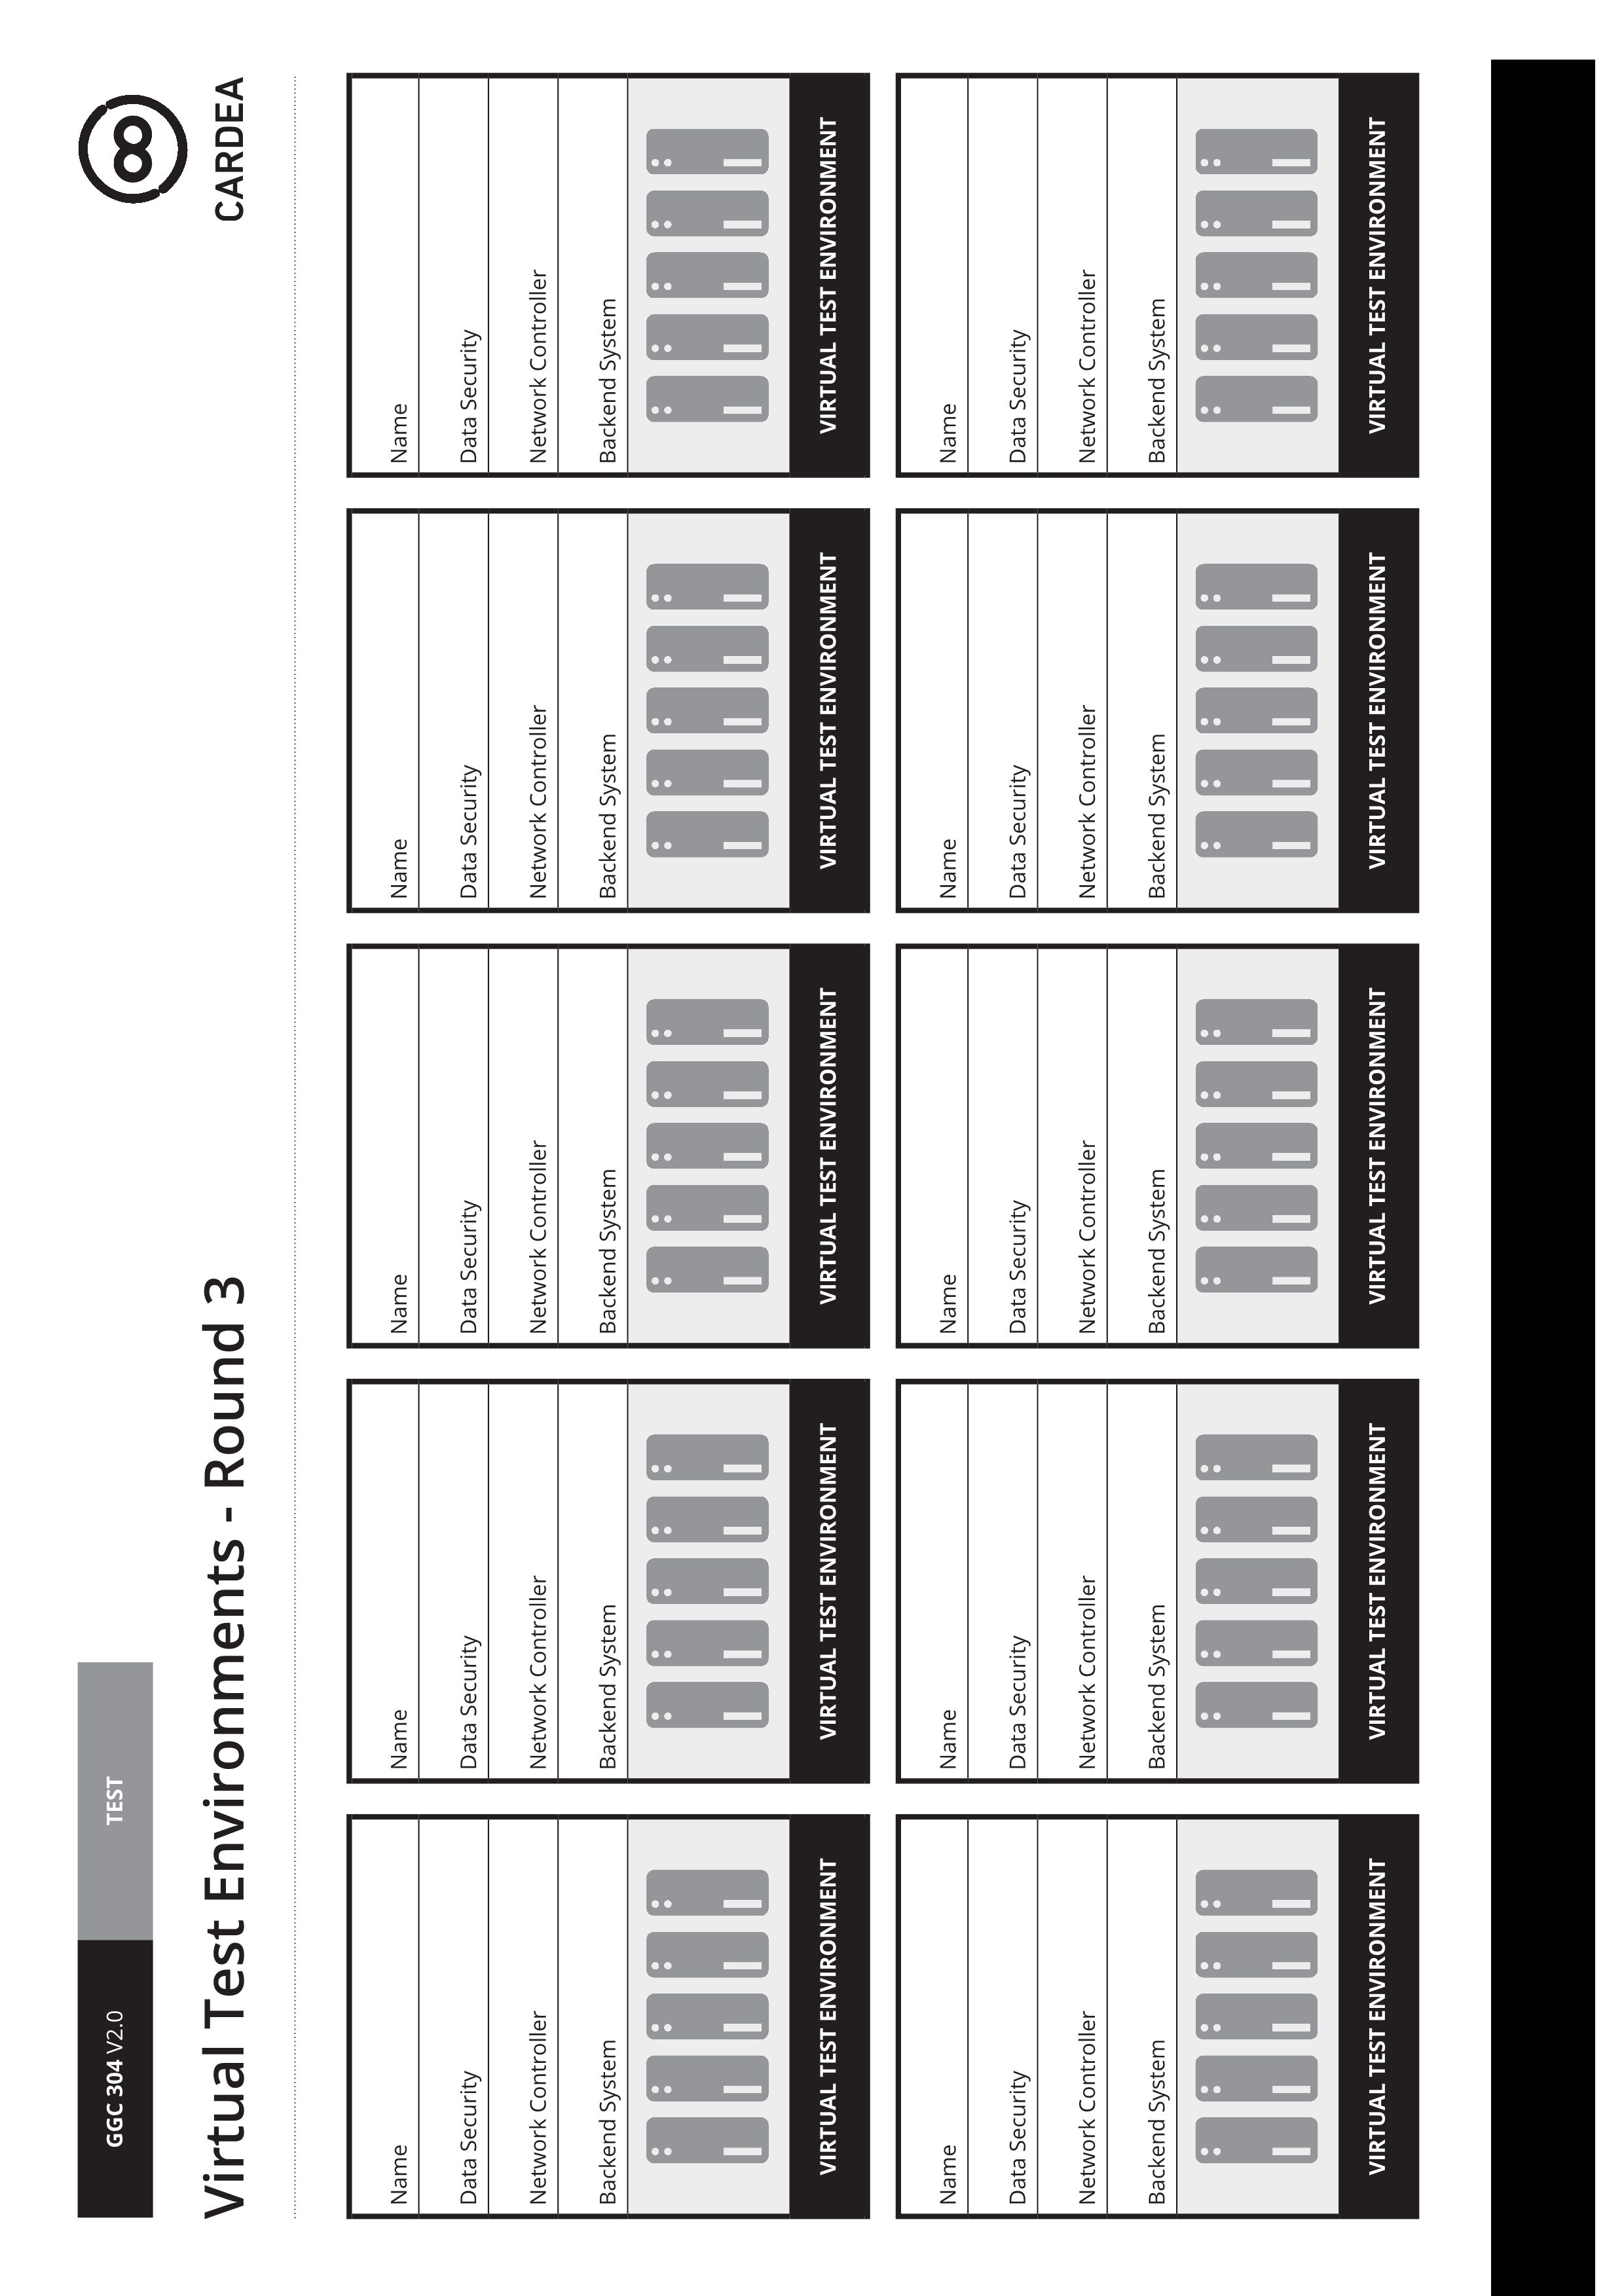 GGC 304 V2.0 TEST
CARDEA
Virtual Test Environments - Round 3
Name
Data Security
Network Controller
Backend System
VIRTUAL TEST ENVIRONMENT
Name
Data Security
Network Controller
Backend System
VIRTUAL TEST ENVIRONMENT
Name
Data Security
Network Controller
Backend System
VIRTUAL TEST ENVIRONMENT
Name
Data Security
Network Controller
Backend System
VIRTUAL TEST ENVIRONMENT
Name
Data Security
Network Controller
Backend System
VIRTUAL TEST ENVIRONMENT
Name
Data Security
Network Controller
Backend System
VIRTUAL TEST ENVIRONMENT
Name
Data Security
Network Controller
Backend System
VIRTUAL TEST ENVIRONMENT
Name
Data Security
Network Controller
Backend System
VIRTUAL TEST ENVIRONMENT
Name
Data Security
Network Controller
Backend System
VIRTUAL TEST ENVIRONMENT
Name
Data Security
Network Controller
Backend System
VIRTUAL TEST ENVIRONMENT